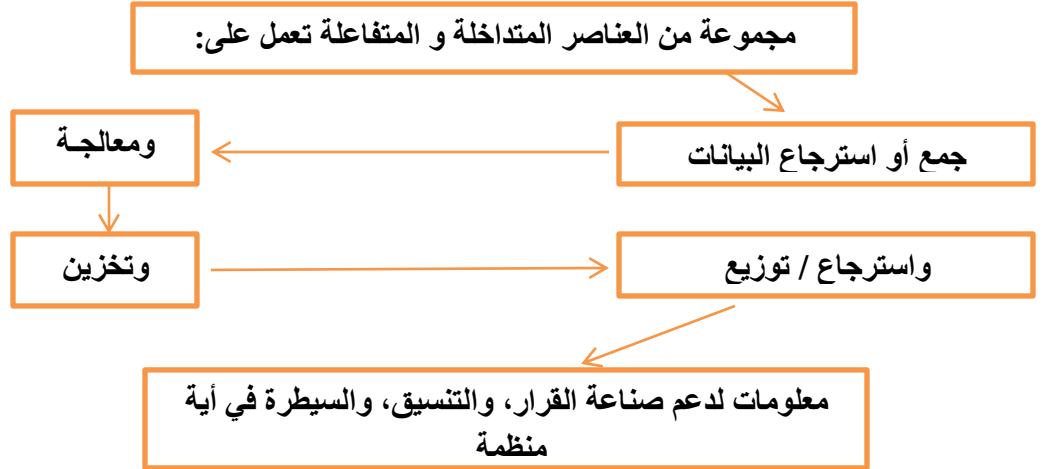 مجموعة من العناصر المتداخلة و المتفاعلة تعمل على:
جمع أو استرجاع البيانات
ومعالجـة
وتخزين
واسترجاع / توزيع
معلومات لدعم صناعة القرار، والتنسيق، والسيطرة في أية
منظمة